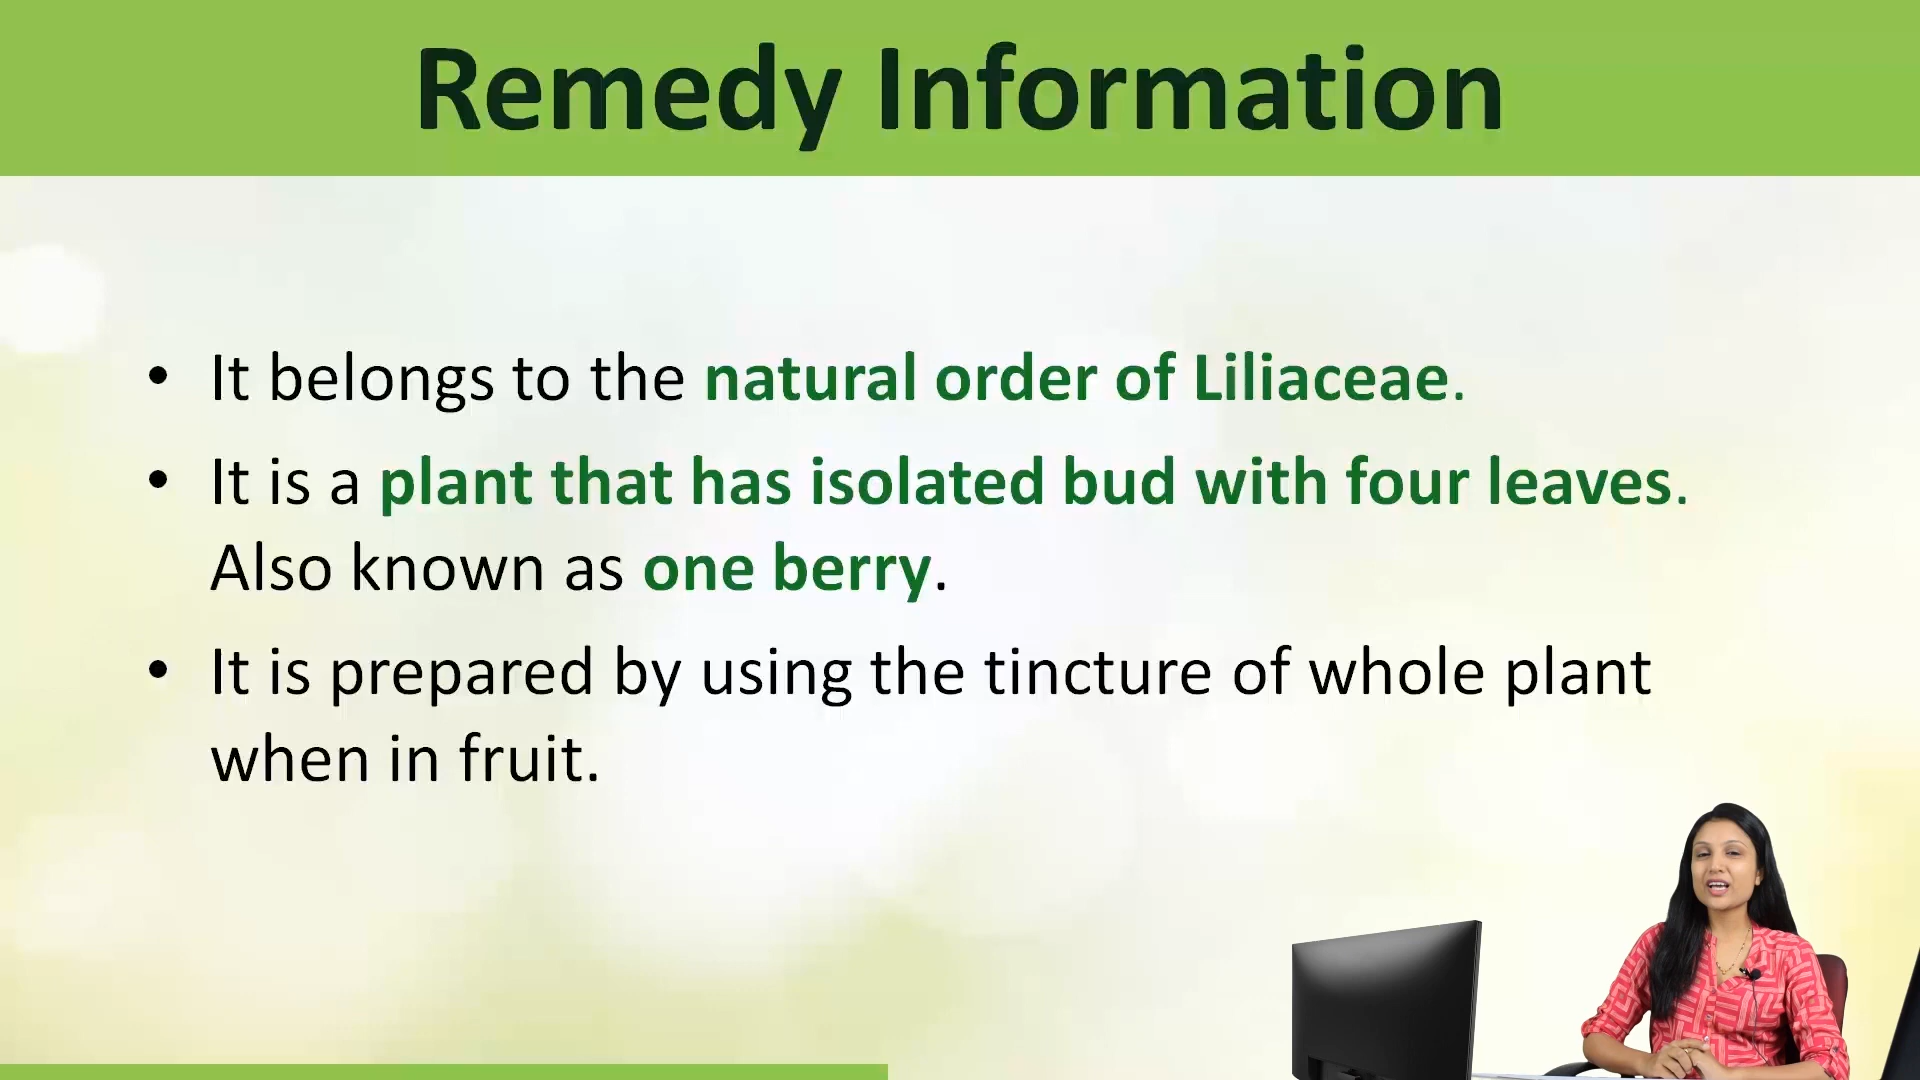 Remedy Information
• It belongs to the natural order of Liliaceae.
• It is a plant that has isolated bud with four leaves.
Also known as one berry.
• It is prepared by using the tincture of whole plant
when in fruit.